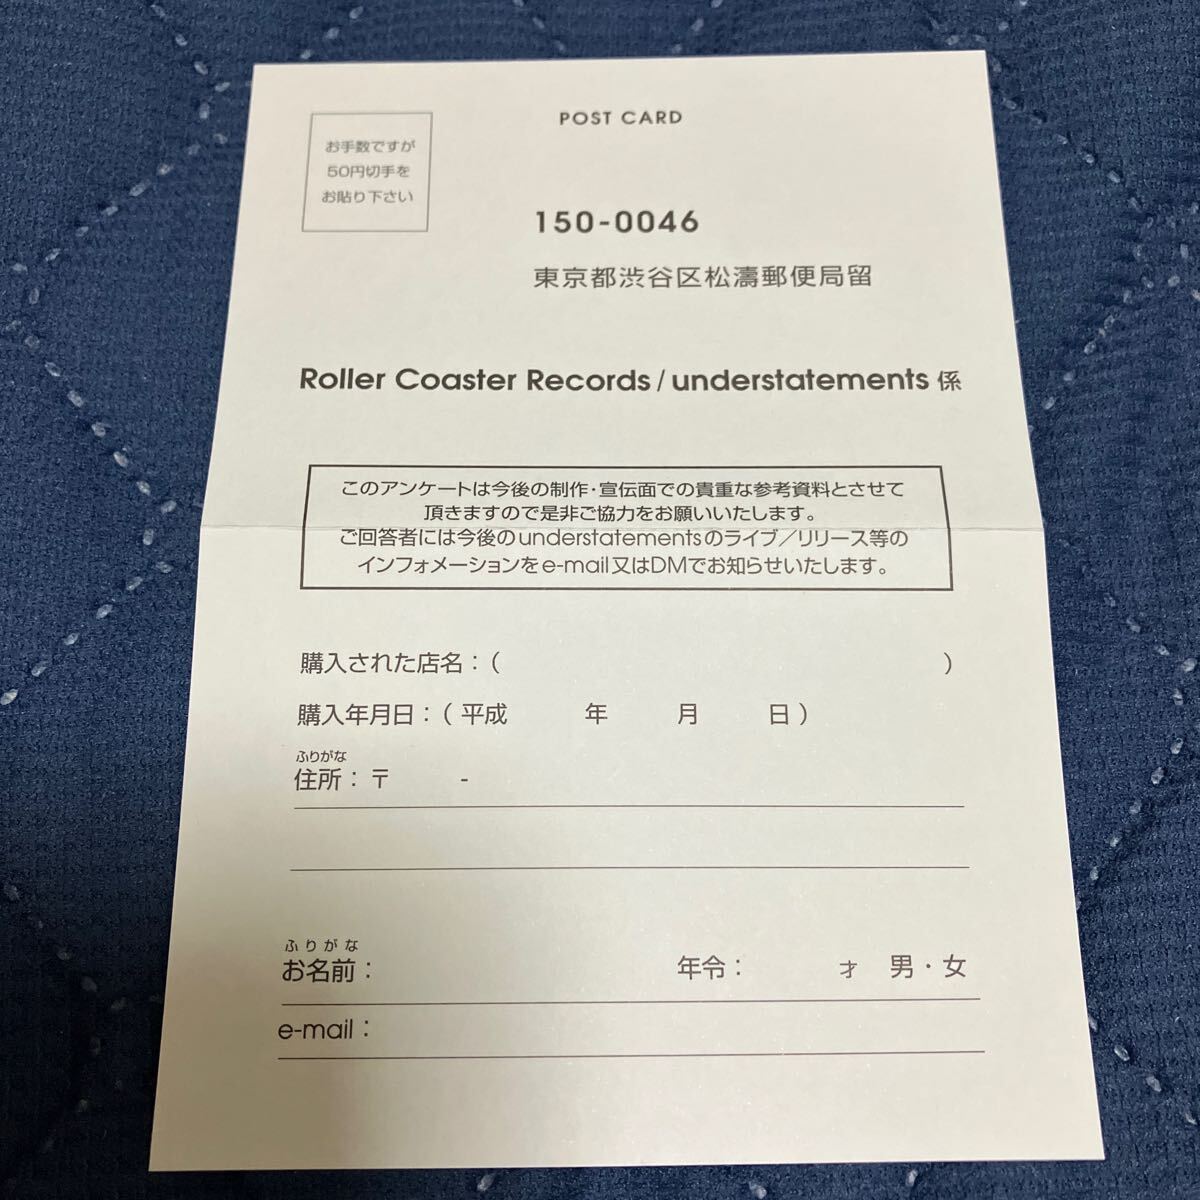 POST CARD
お手数ですが
50円切手を
お貼り下さい
150-0046
東京都渋谷区松濤郵便局留
Roller Coaster Records / understatements 係
このアンケートは今後の制作・宣伝面での貴重な参考資料とさせて
頂きますので是非ご協力をお願いいたします。
ご回答者には今後のunderstatementsのライブ／リリース等の
インフォメーションをe-mail又はDMでお知らせいたします。
購入された店名：（ ）
購入年月日：（ 平成 年 月 日 ）
ふりがな
住所：〒 -
ふりがな
お名前： 年令： 才 男・女
e-mail：